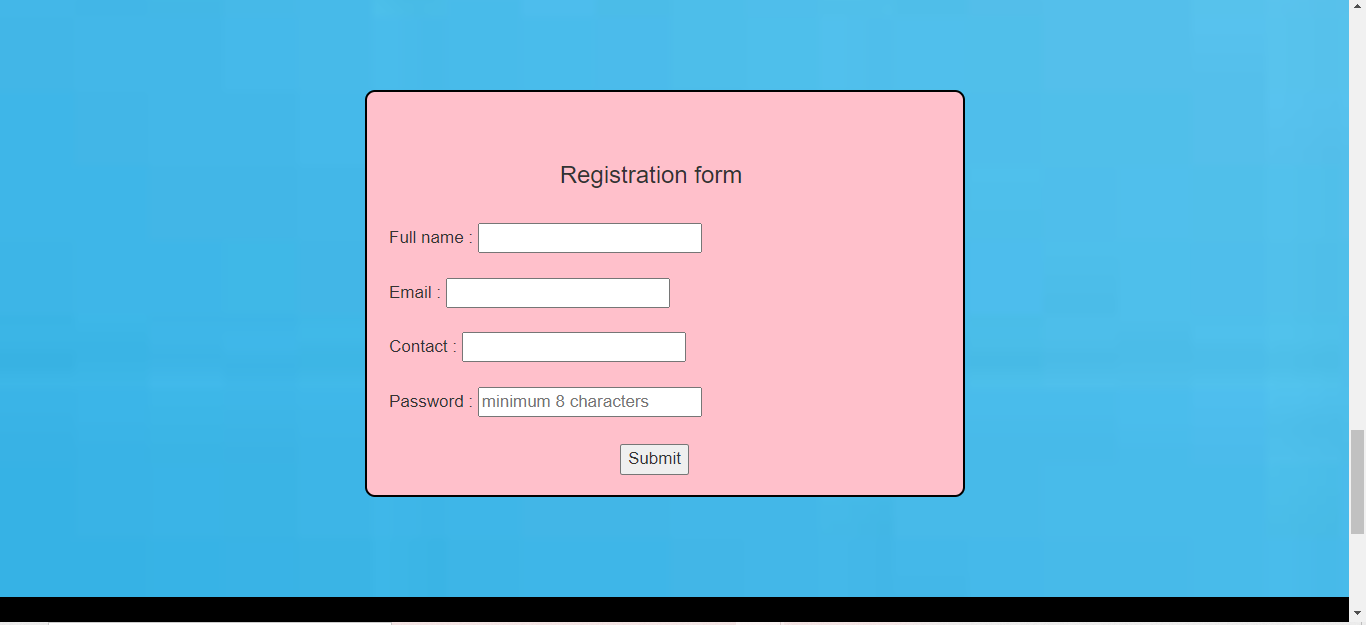 Registration form
Full name :
Email :
Contact :
Password : minimum 8 characters
Submit